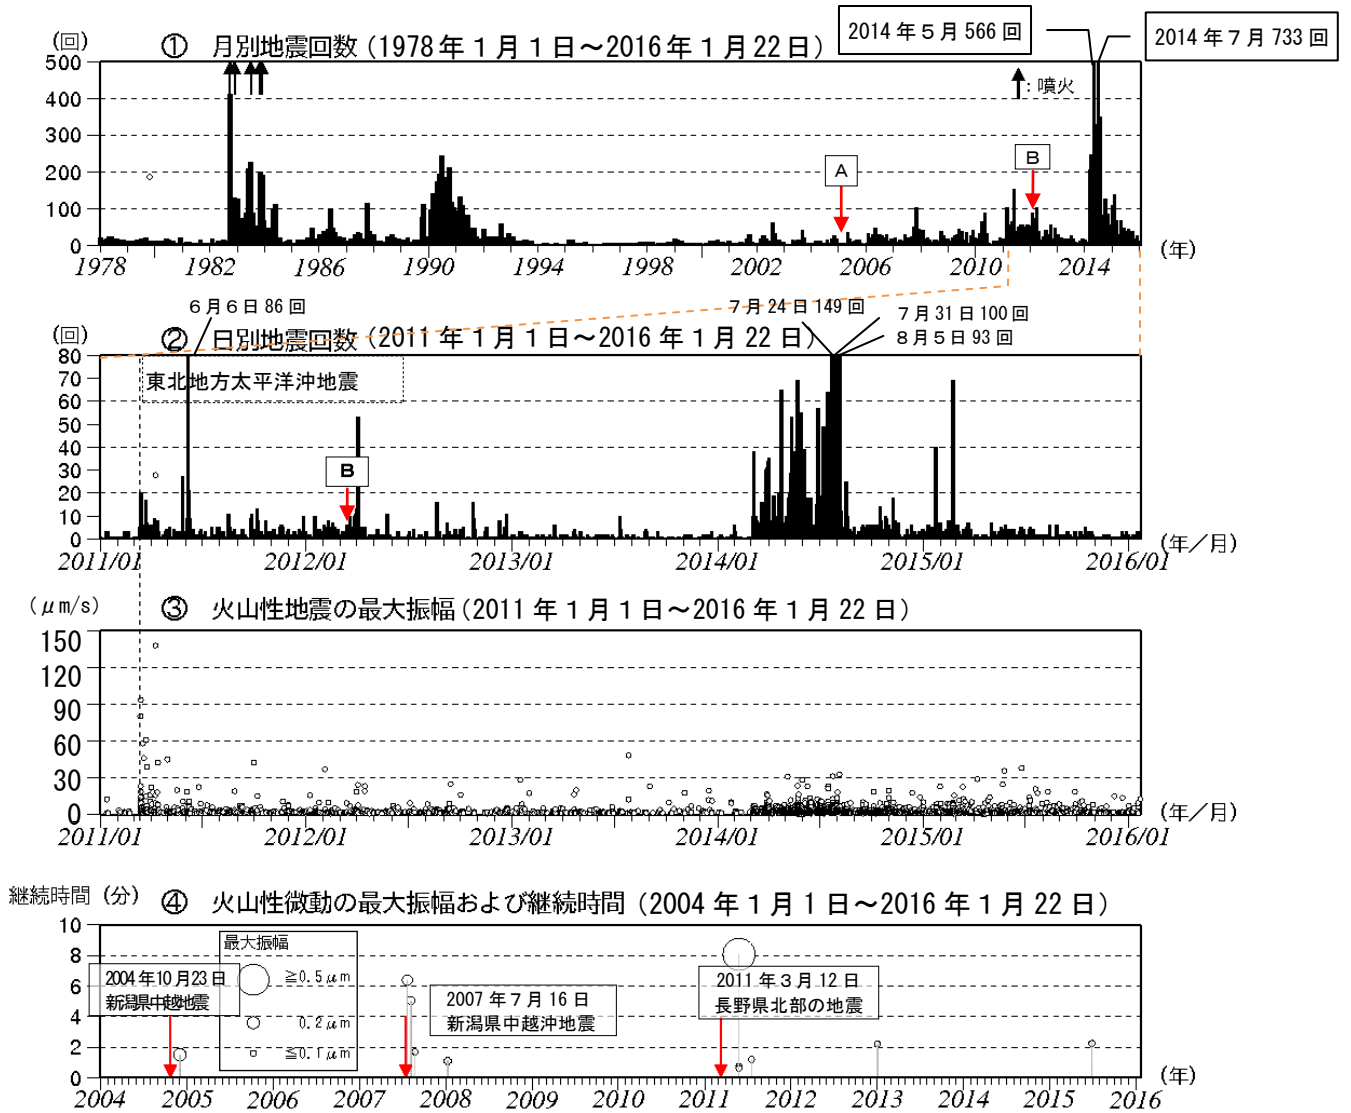 (回) ① 月別地震回数(1978年1月1日～2016年1月22日)
2014年5月566回
2014年7月733回
↑:噴火
500
400
300
200
100
0
A
B
1978 1982 1986 1990 1994 1998 2002 2006 2010 2014 (年)
6月6日86回
7月24日149回
7月31日100回
8月5日93回
(回) ② 日別地震回数(2011年1月1日～2016年1月22日)
80
70
60
50
40
30
20
10
0
東北地方太平洋沖地震
B
2011/01 2012/01 2013/01 2014/01 2015/01 2016/01 (年／月)
(μm/s) ③ 火山性地震の最大振幅(2011年1月1日～2016年1月22日)
150
120
90
60
30
0
2011/01 2012/01 2013/01 2014/01 2015/01 2016/01 (年／月)
継続時間(分) ④ 火山性微動の最大振幅および継続時間(2004年1月1日～2016年1月22日)
10
8
6
4
2
0
2004年10月23日
新潟県中越地震
最大振幅
≧0.5μm
0.2μm
≦0.1μm
2007年7月16日
新潟県中越沖地震
2011年3月12日
長野県北部の地震
2004 2005 2006 2007 2008 2009 2010 2011 2012 2013 2014 2015 2016 (年)